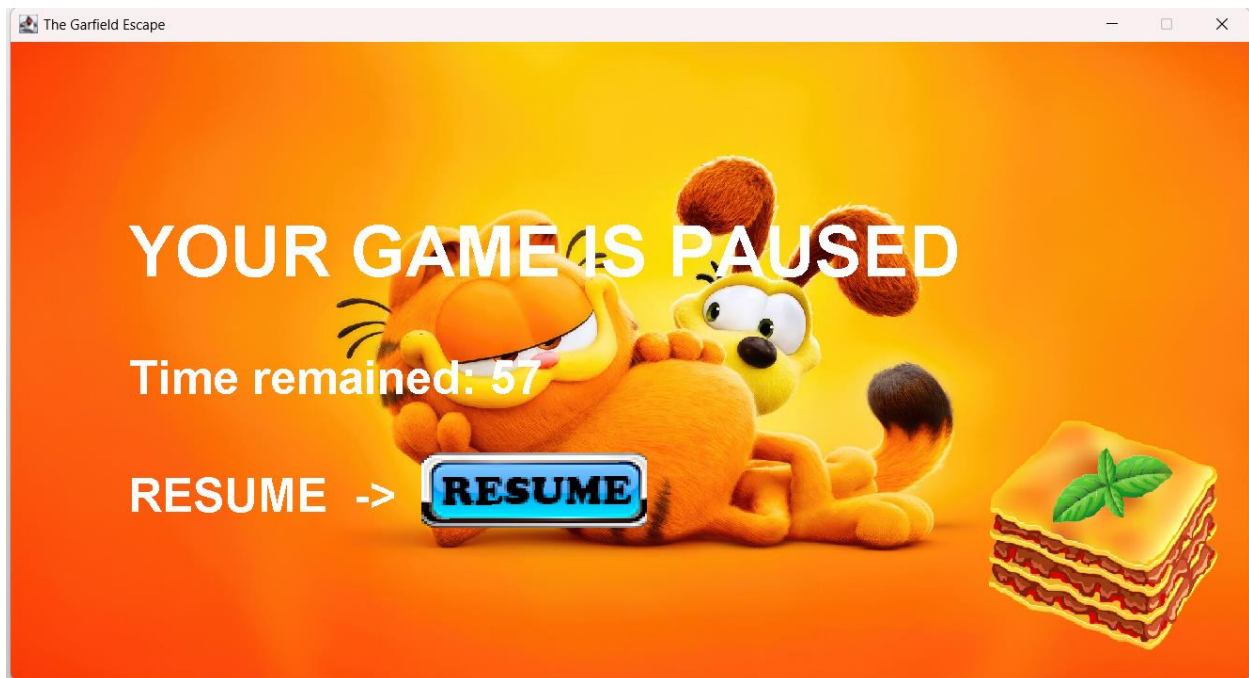 The Garfield Escape
YOUR GAME IS PAUSED
Time remained: 57
RESUME -> RESUME